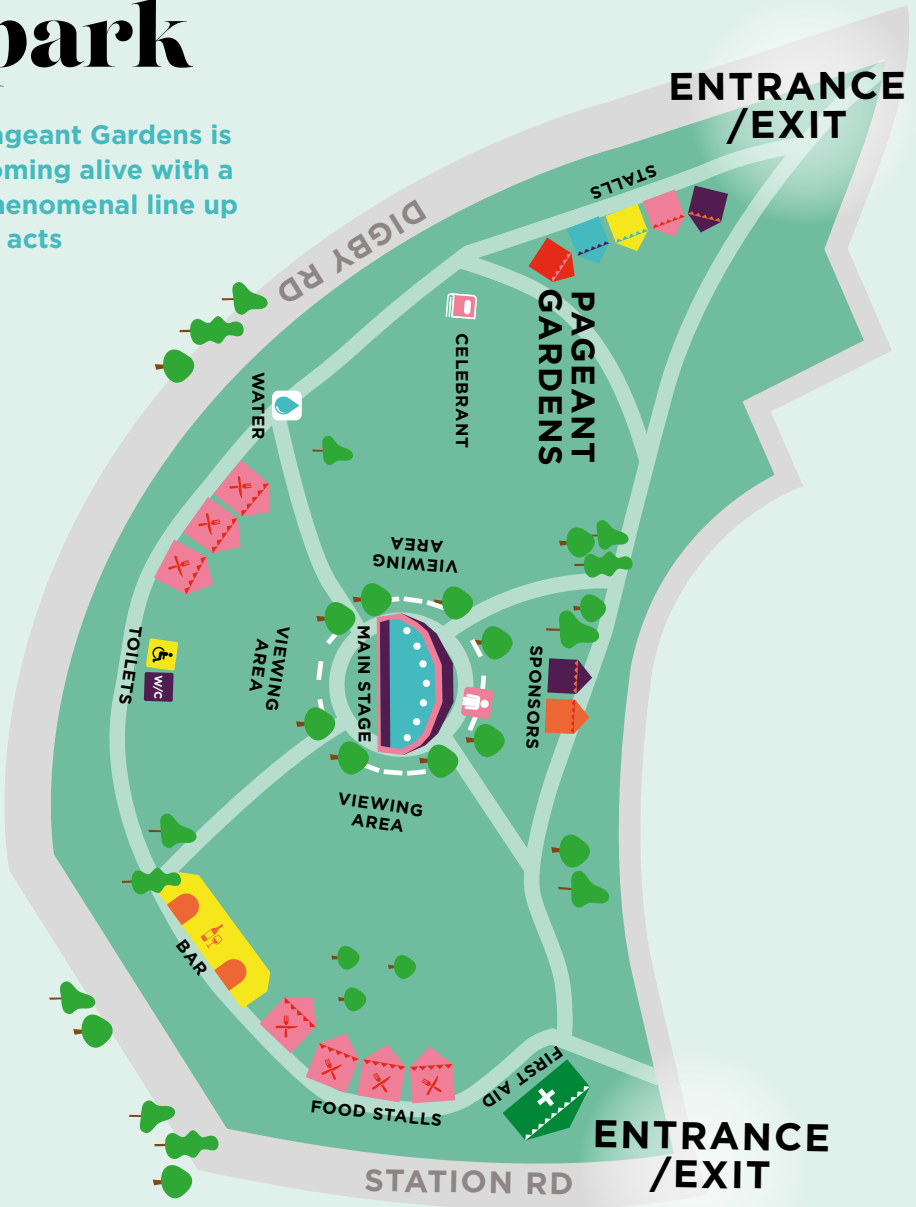 park
ageant Gardens is
oming alive with a
henomenal line up
acts
ENTRANCE
/EXIT
STALLS
DIGBY RD
PAGEANT
GARDENS
CELEBRANT
WATER
VIEWING
AREA
VIEWING
AREA
MAIN STAGE
SPONSORS
TOILETS
W/C
VIEWING
AREA
BAR
FOOD STALLS
FIRST AID
ENTRANCE
/EXIT
STATION RD